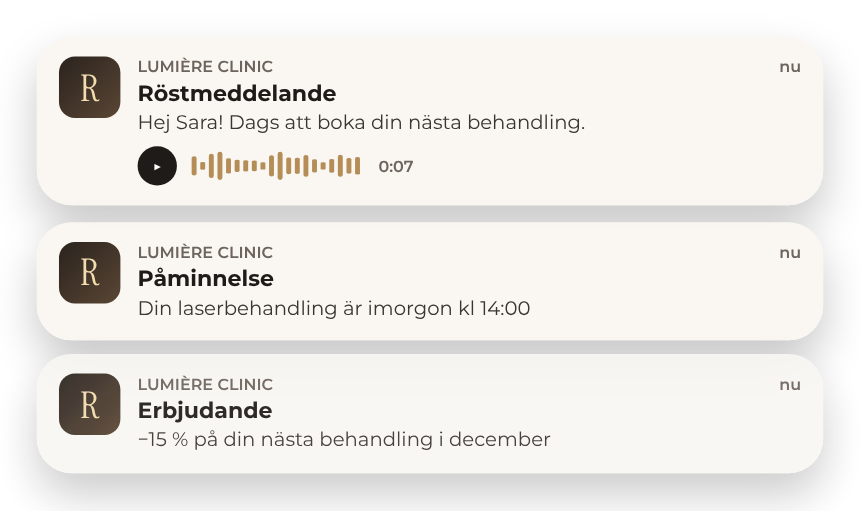 R
LUMIÈRE CLINIC
nu
Röstmeddelande
Hej Sara! Dags att boka din nästa behandling.
0:07
R
LUMIÈRE CLINIC
nu
Påminnelse
Din laserbehandling är imorgon kl 14:00
R
LUMIÈRE CLINIC
nu
Erbjudande
−15 % på din nästa behandling i december